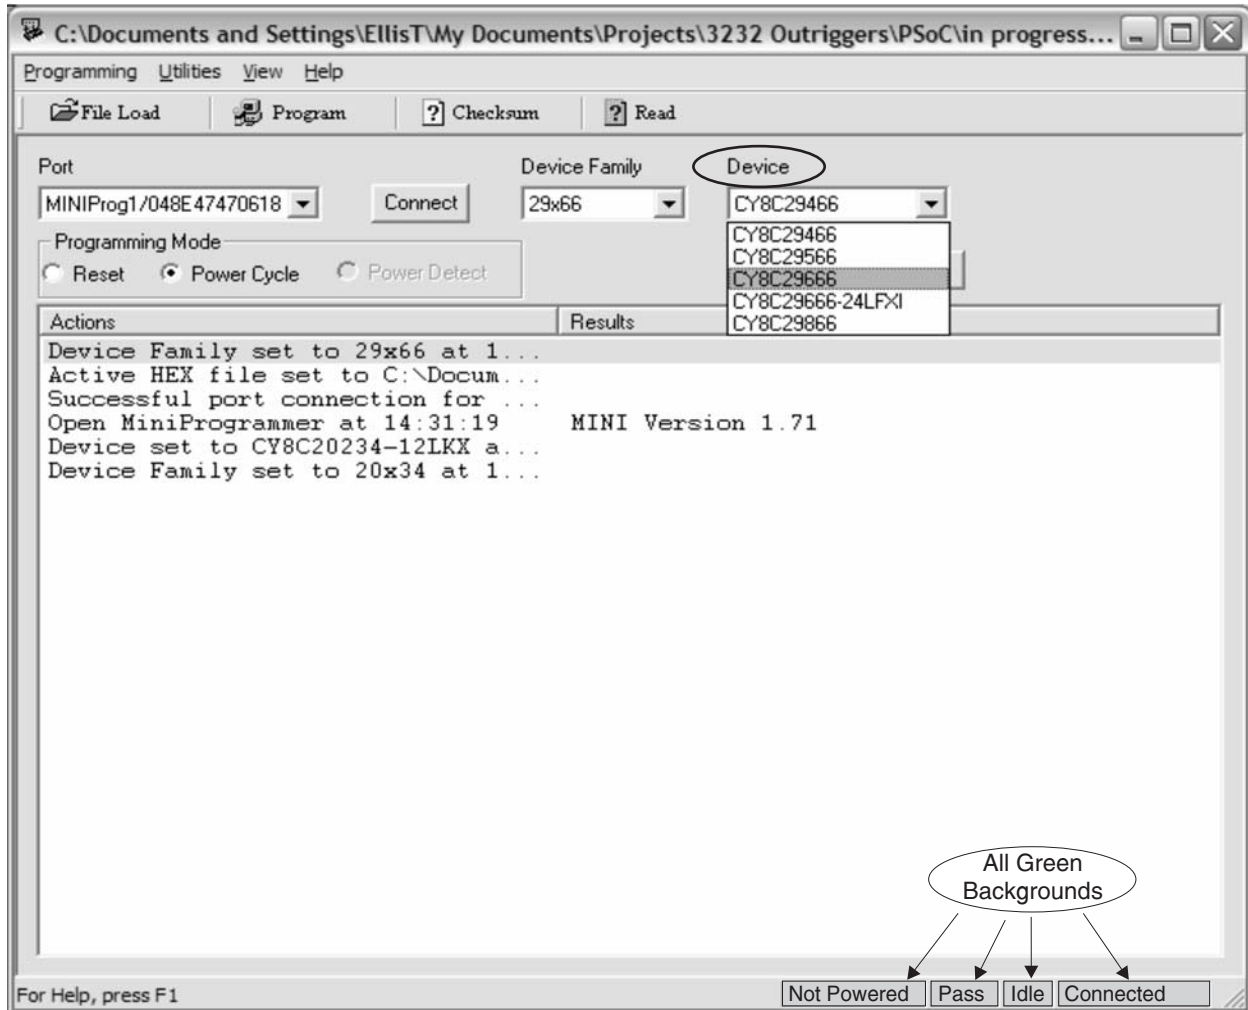 C:\Documents and Settings\EllisT\My Documents\Projects\3232 Outriggers\PSoC\in progress...
Programming Utilities View Help
File Load Program Checksum Read
Port Device Family Device
MINIProg1/048E47470618 Connect 29x66 CY8C29466
CY8C29466
CY8C29566
CY8C29666
CY8C29666-24LFXI
CY8C29866
Programming Mode
Reset Power Cycle Power Detect
Actions Results
Device Family set to 29x66 at 1...
Active HEX file set to C:\Docum...
Successful port connection for ...
Open MiniProgrammer at 14:31:19 MINI Version 1.71
Device set to CY8C20234-12LKX a...
Device Family set to 20x34 at 1...
All Green
Backgrounds
For Help, press F1 Not Powered Pass Idle Connected